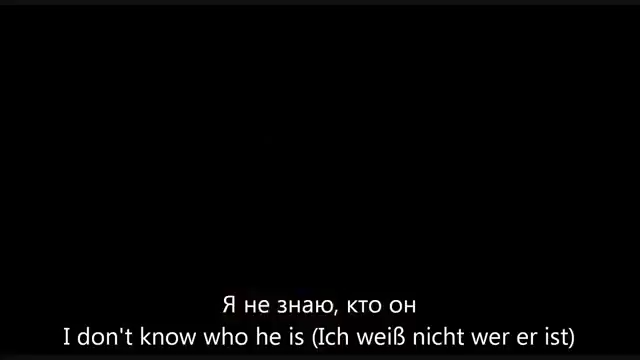 Я не знаю, кто он
I don't know who he is (Ich weiß nicht wer er ist)